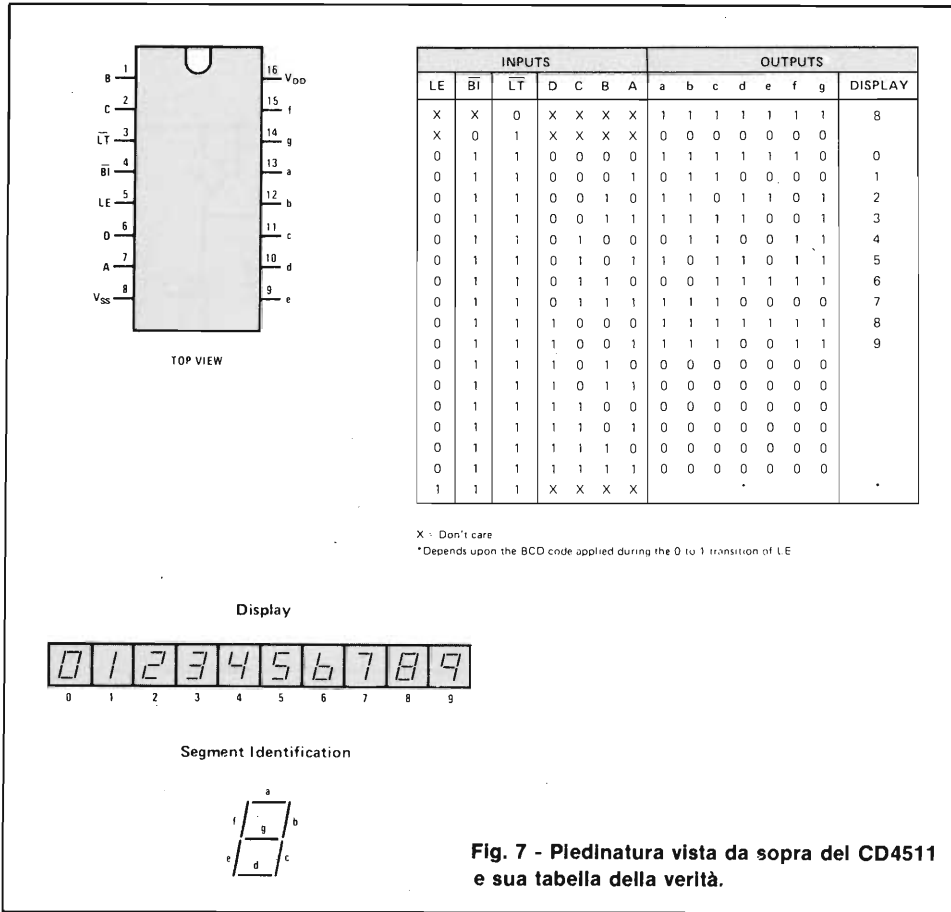 B 1
C 2
LT 3
BI 4
LE 5
D 6
A 7
VSS 8
16 VDD
15 f
14 g
13 a
12 b
11 c
10 d
9 e
TOP VIEW
INPUTS OUTPUTS
LE BI LT D C B A a b c d e f g DISPLAY
X X 0 X X X X 1 1 1 1 1 1 1 8
X 0 1 X X X X 0 0 0 0 0 0 0
0 1 1 0 0 0 0 1 1 1 1 1 1 0 0
0 1 1 0 0 0 1 0 1 1 0 0 0 0 1
0 1 1 0 0 1 0 1 1 0 1 1 0 1 2
0 1 1 0 0 1 1 1 1 1 1 0 0 1 3
0 1 1 0 1 0 0 0 1 1 0 0 1 1 4
0 1 1 0 1 0 1 1 0 1 1 0 1 1 5
0 1 1 0 1 1 0 0 0 1 1 1 1 1 6
0 1 1 0 1 1 1 1 1 1 0 0 0 0 7
0 1 1 1 0 0 0 1 1 1 1 1 1 1 8
0 1 1 1 0 0 1 1 1 1 0 0 1 1 9
0 1 1 1 0 1 0 0 0 0 0 0 0 0
0 1 1 1 0 1 1 0 0 0 0 0 0 0
0 1 1 1 1 0 0 0 0 0 0 0 0 0
0 1 1 1 1 0 1 0 0 0 0 0 0 0
0 1 1 1 1 1 0 0 0 0 0 0 0 0
0 1 1 1 1 1 1 0 0 0 0 0 0 0
1 1 1 X X X X * *
X = Don't care
*Depends upon the BCD code applied during the 0 to 1 transition of LE
Display
0 1 2 3 4 5 6 7 8 9
0 1 2 3 4 5 6 7 8 9
Segment Identification
a
f b
g
e c
d
Fig. 7 - Piedinatura vista da sopra del CD4511
e sua tabella della verità.